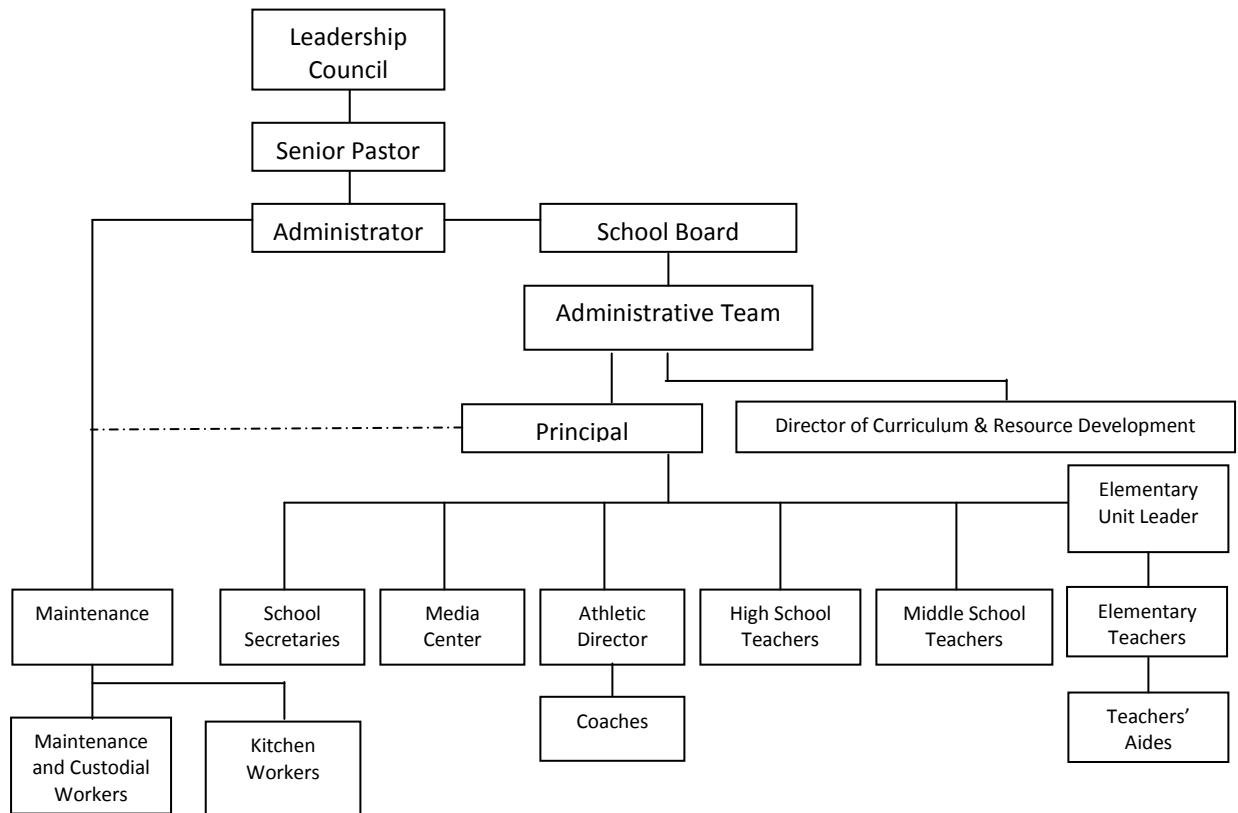 Leadership
Council
Senior Pastor
Administrator
School Board
Administrative Team
Principal
Director of Curriculum & Resource Development
Elementary
Unit Leader
Maintenance
School
Secretaries
Media
Center
Athletic
Director
High School
Teachers
Middle School
Teachers
Elementary
Teachers
Maintenance
and Custodial
Workers
Kitchen
Workers
Coaches
Teachers’
Aides